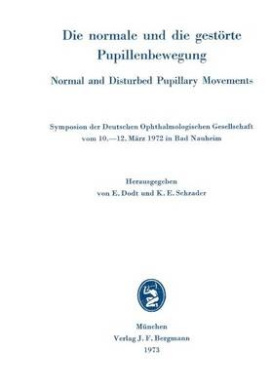 Die normale und die gestörte
Pupillenbewegung
Normal and Disturbed Pupillary Movements
Symposion der Deutschen Ophthalmologischen Gesellschaft
vom 10.—12. März 1972 in Bad Nauheim
Herausgegeben
von E. Dodt und K. E. Schrader
München
Verlag J. F. Bergmann
1973